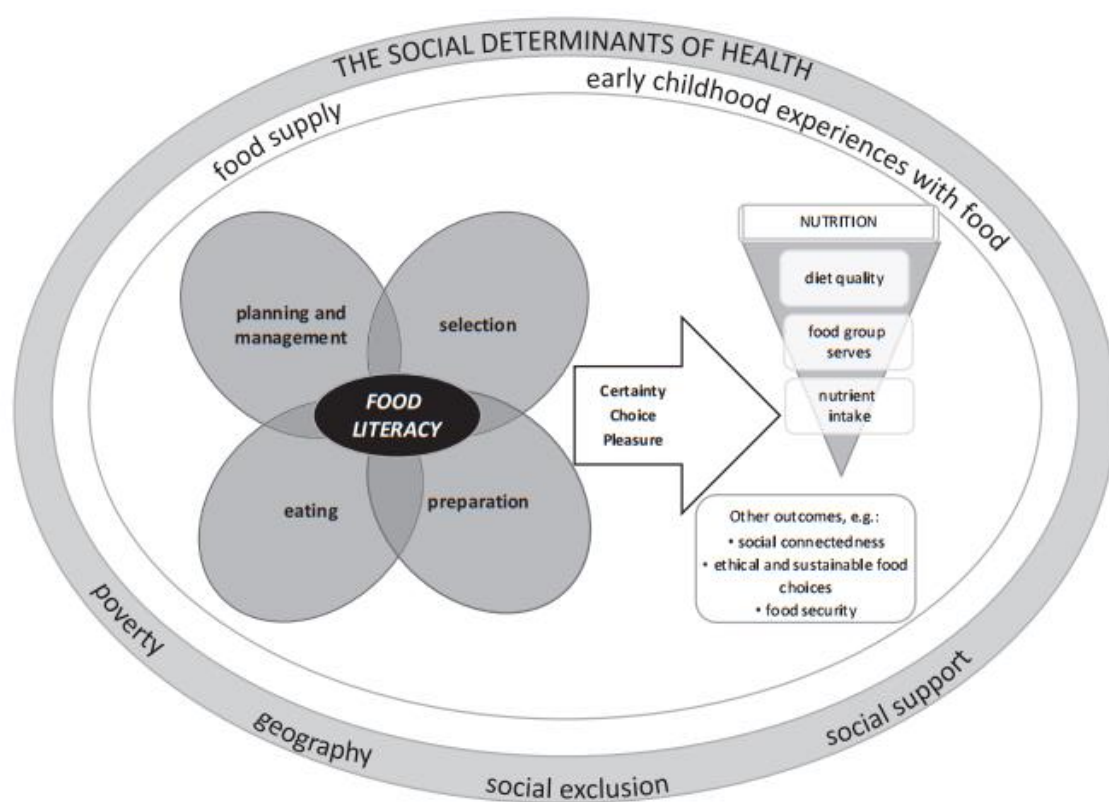 THE SOCIAL DETERMINANTS OF HEALTH
food supply
early childhood experiences with food
planning and
management
selection
FOOD
LITERACY
eating
preparation
Certainty
Choice
Pleasure
NUTRITION
diet quality
food group
serves
nutrient
intake
Other outcomes, e.g.:
• social connectedness
• ethical and sustainable food
choices
• food security
poverty
geography
social exclusion
social support